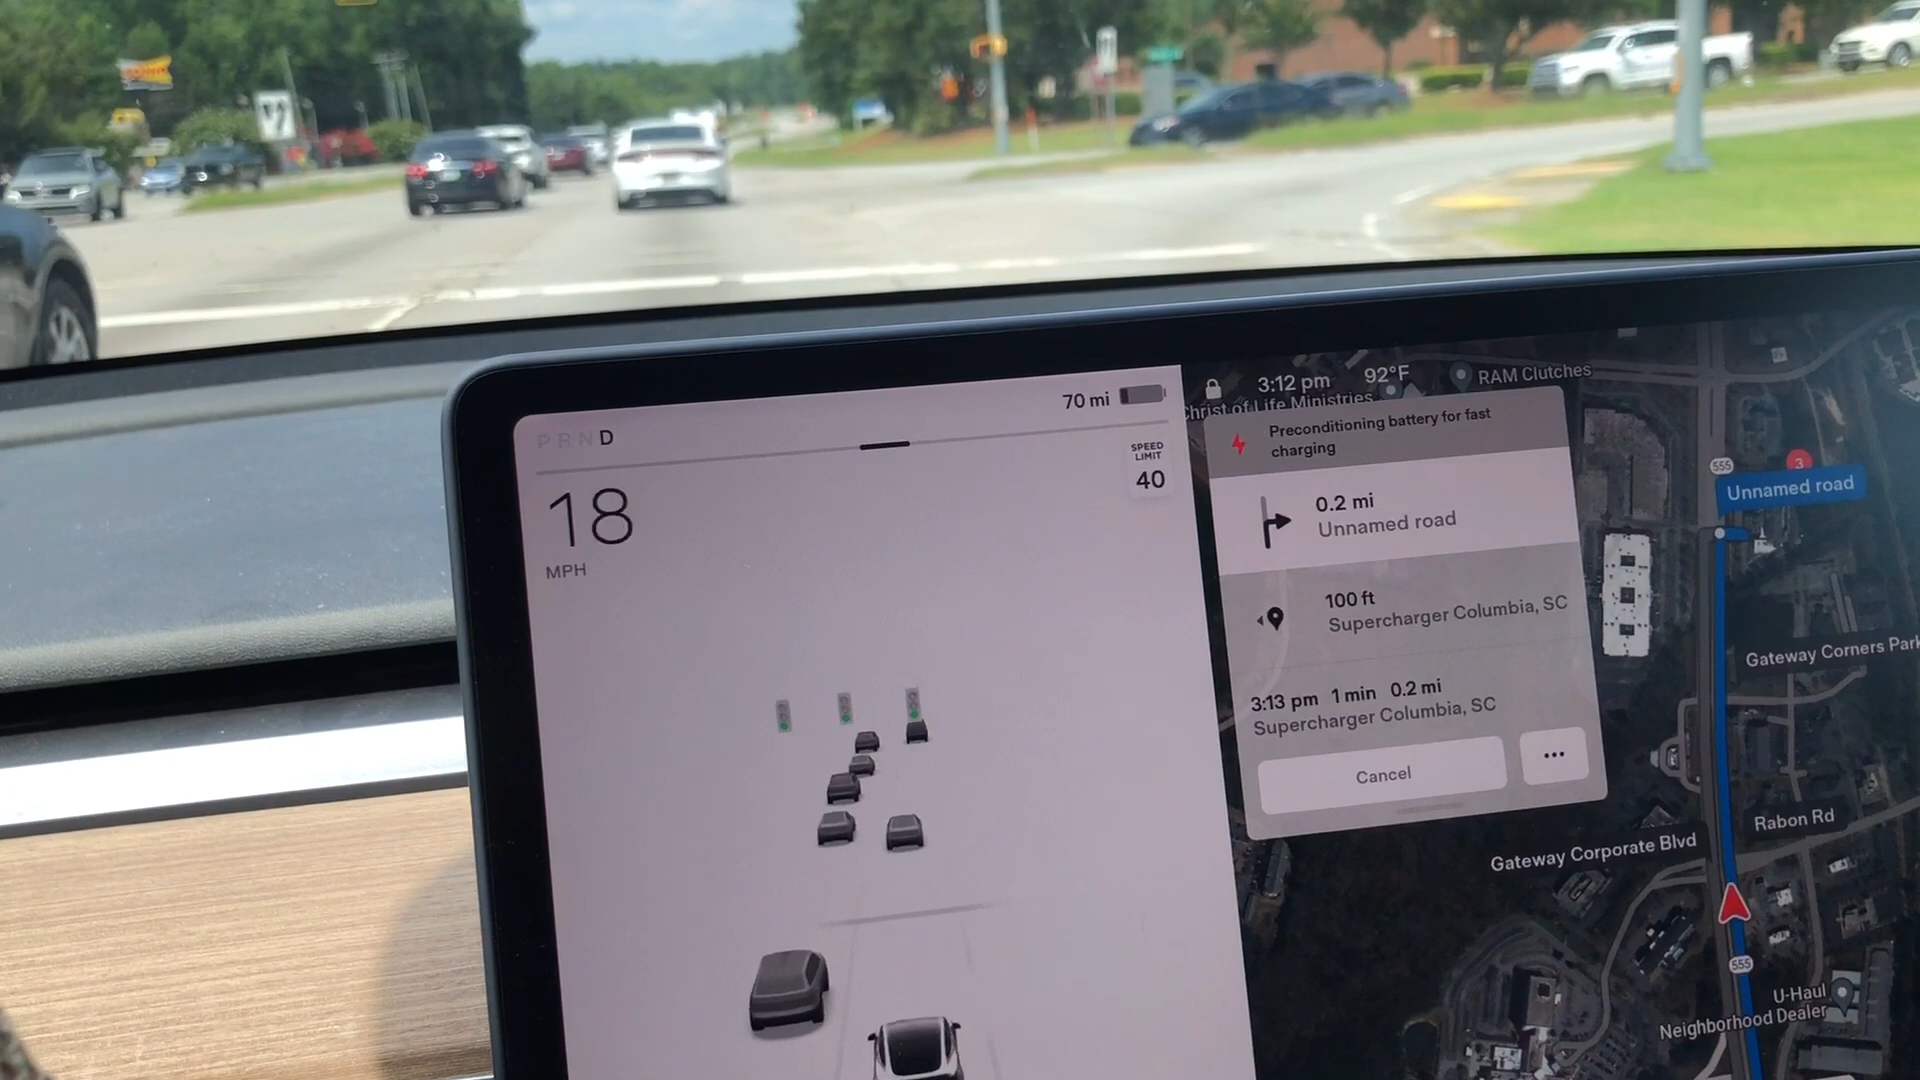 PRND
70 mi
18
MPH
SPEED
LIMIT
40
3:12 pm 92°F
RAM Clutches
Christ of Life Ministries
Preconditioning battery for fast
charging
0.2 mi
Unnamed road
100 ft
Supercharger Columbia, SC
3:13 pm 1 min 0.2 mi
Supercharger Columbia, SC
Cancel
...
555
3
Unnamed road
Gateway Corners Park
Rabon Rd
Gateway Corporate Blvd
555
U-Haul
Neighborhood Dealer